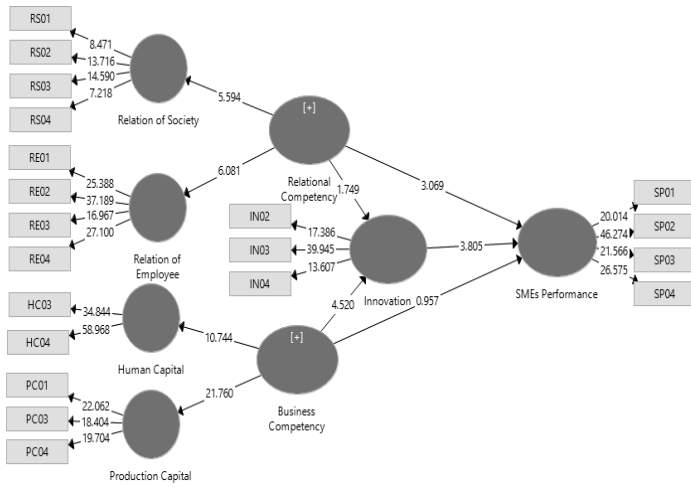 RS01
8.471
RS02
13.716
RS03
14.590
RS04
7.218
Relation of Society
5.594
[+]
Relational
Competency
6.081
1.749
3.069
RE01
25.388
RE02
37.189
RE03
16.967
RE04
27.100
Relation of
Employee
IN02
17.386
IN03
39.945
IN04
13.607
Innovation
3.805
SP01
20.014
SP02
46.274
SP03
21.566
SP04
26.575
SMEs Performance
0.957
4.520
HC03
34.844
HC04
58.968
Human Capital
10.744
[+]
Business
Competency
21.760
PC01
22.062
PC03
18.404
PC04
19.704
Production Capital